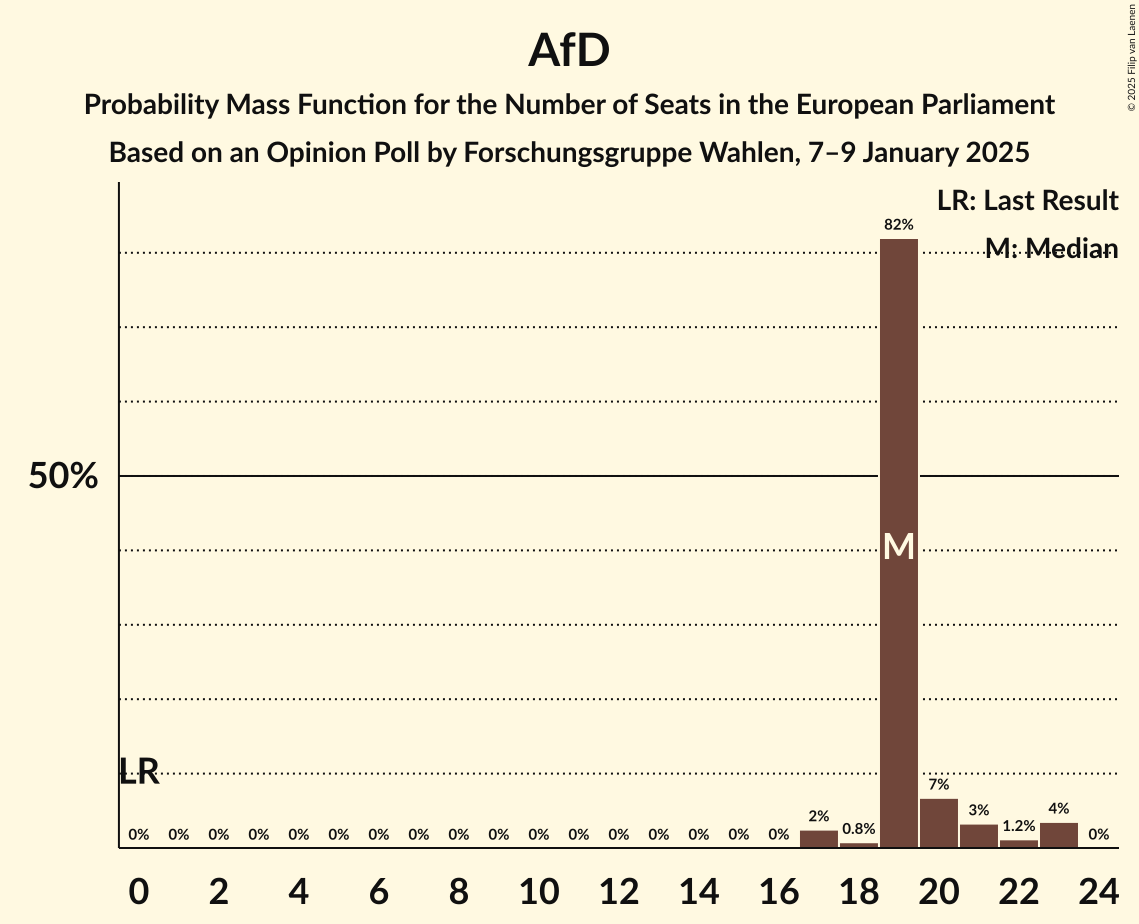 AfD
Probability Mass Function for the Number of Seats in the European Parliament
Based on an Opinion Poll by Forschungsgruppe Wahlen, 7–9 January 2025
© 2025 Filip van Laenen
LR: Last Result
M: Median
82%
50%
M
LR
0% 0% 0% 0% 0% 0% 0% 0% 0% 0% 0% 0% 0% 0% 0% 0% 0% 2% 0.8% 7% 3% 1.2% 4% 0%
0 2 4 6 8 10 12 14 16 18 20 22 24